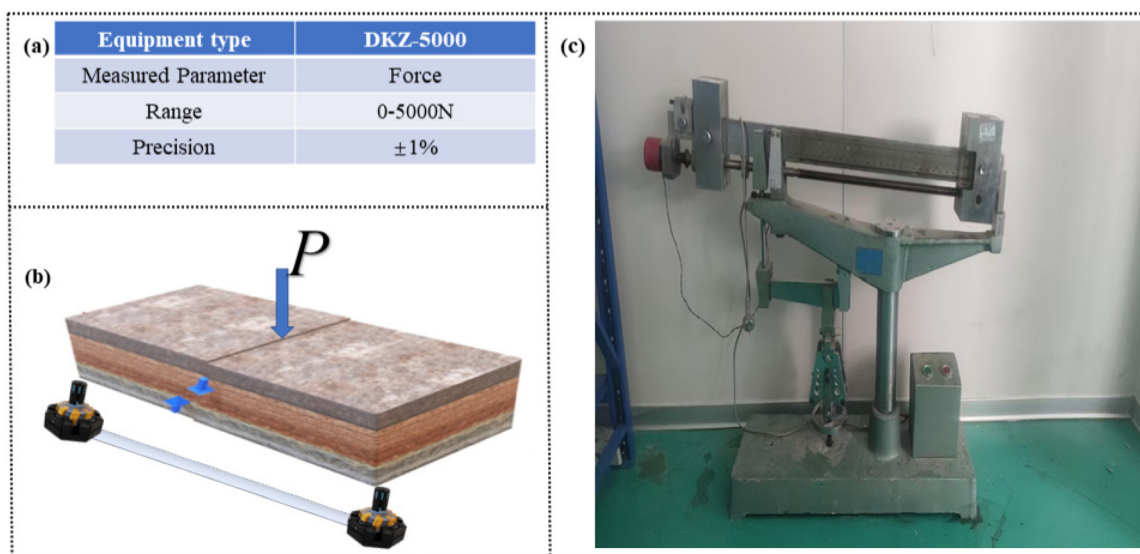 (a)
Equipment type DKZ-5000
Measured Parameter Force
Range 0-5000N
Precision ±1%
(b)
P
(c)